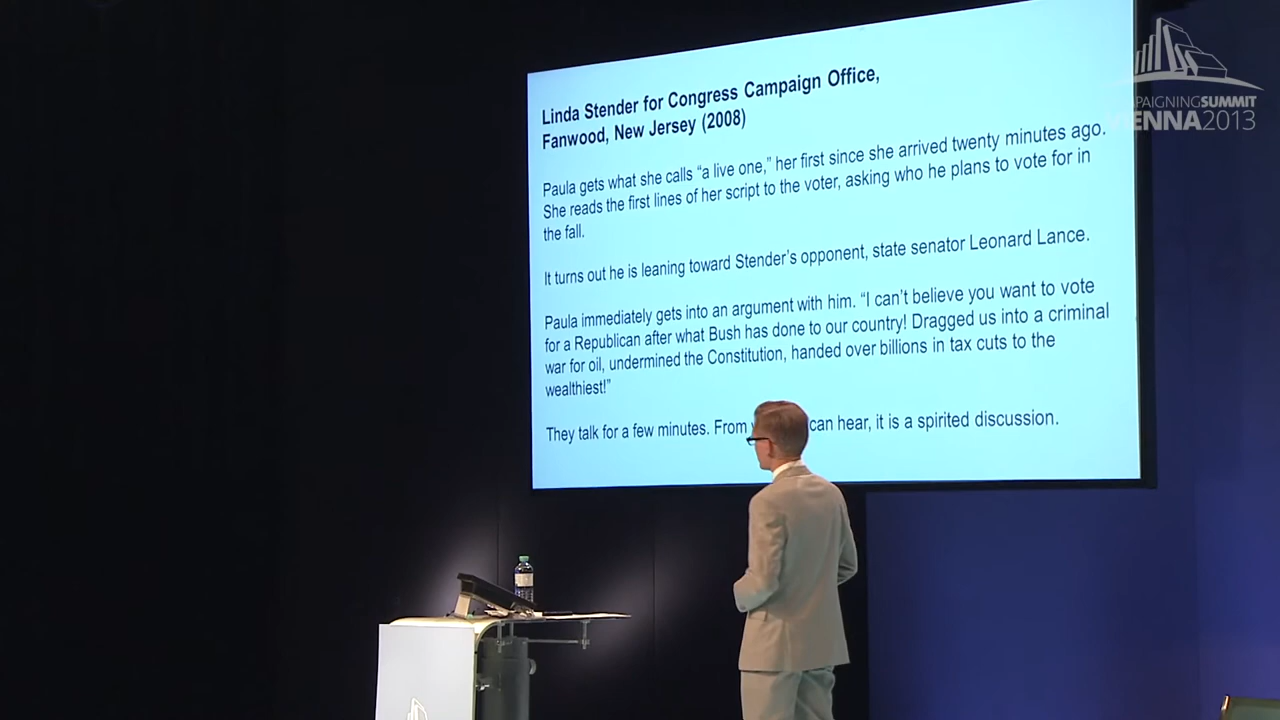 Linda Stender for Congress Campaign Office,
Fanwood, New Jersey (2008)
Paula gets what she calls “a live one,” her first since she arrived twenty minutes ago.
She reads the first lines of her script to the voter, asking who he plans to vote for in
the fall.
It turns out he is leaning toward Stender’s opponent, state senator Leonard Lance.
Paula immediately gets into an argument with him. “I can’t believe you want to vote
for a Republican after what Bush has done to our country! Dragged us into a criminal
war for oil, undermined the Constitution, handed over billions in tax cuts to the
wealthiest!”
They talk for a few minutes. From can hear, it is a spirited discussion.
PAIGNINGSUMMIT
VIENNA2013